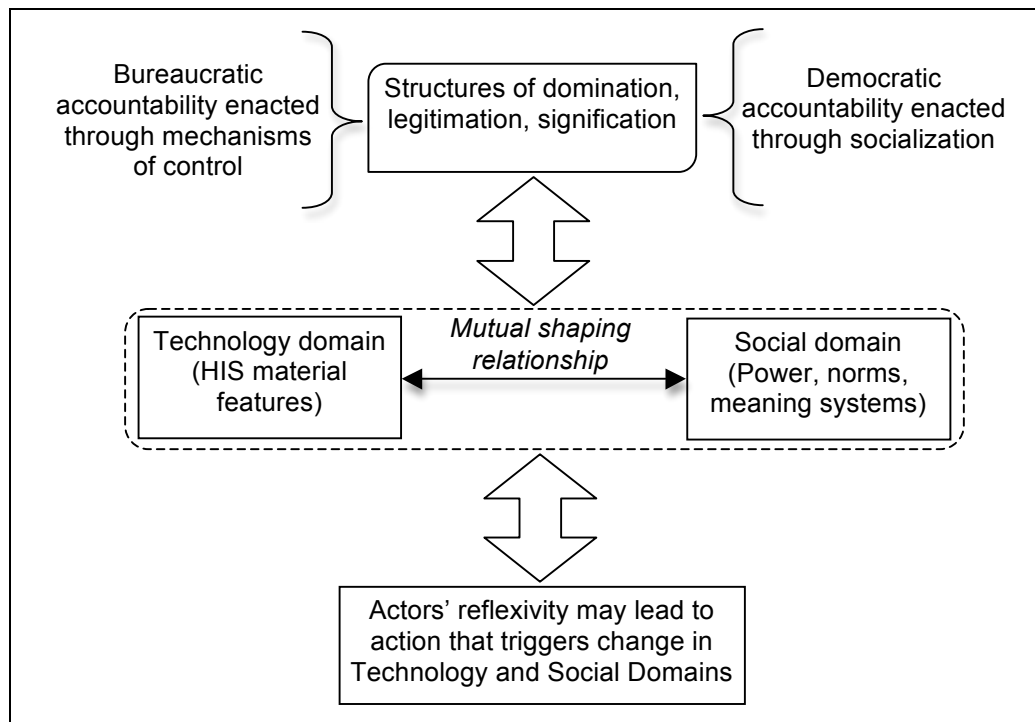 Bureaucratic
accountability enacted
through mechanisms
of control
Structures of domination,
legitimation, signification
Democratic
accountability enacted
through socialization
Technology domain
(HIS material
features)
Mutual shaping
relationship
Social domain
(Power, norms,
meaning systems)
Actors’ reflexivity may lead to
action that triggers change in
Technology and Social Domains